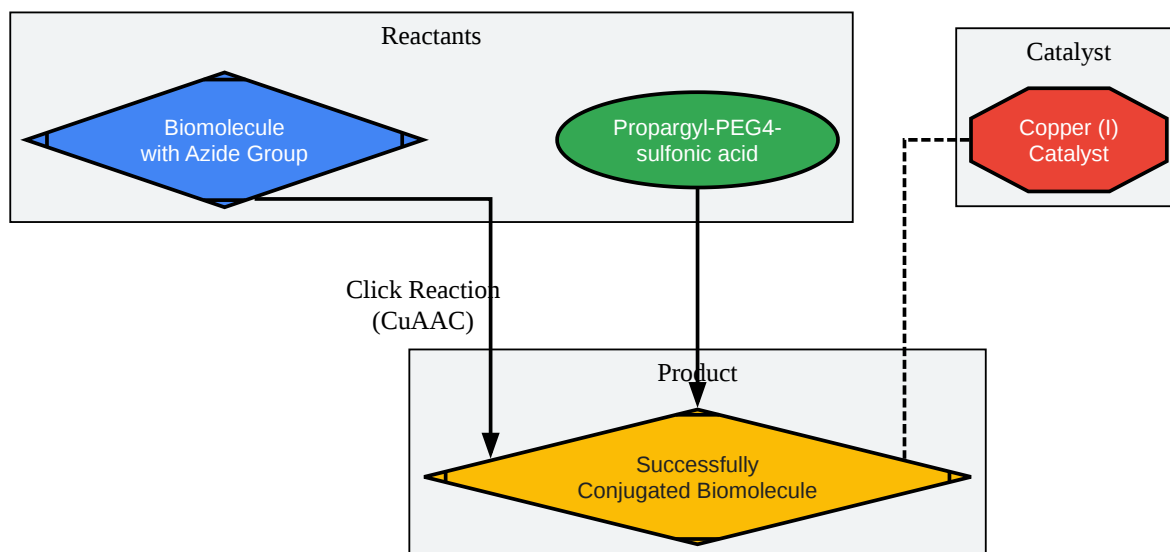 Reactants
Catalyst
Biomolecule
with Azide Group
Propargyl-PEG4-
sulfonic acid
Copper (I)
Catalyst
Click Reaction
(CuAAC)
Product
Successfully
Conjugated Biomolecule